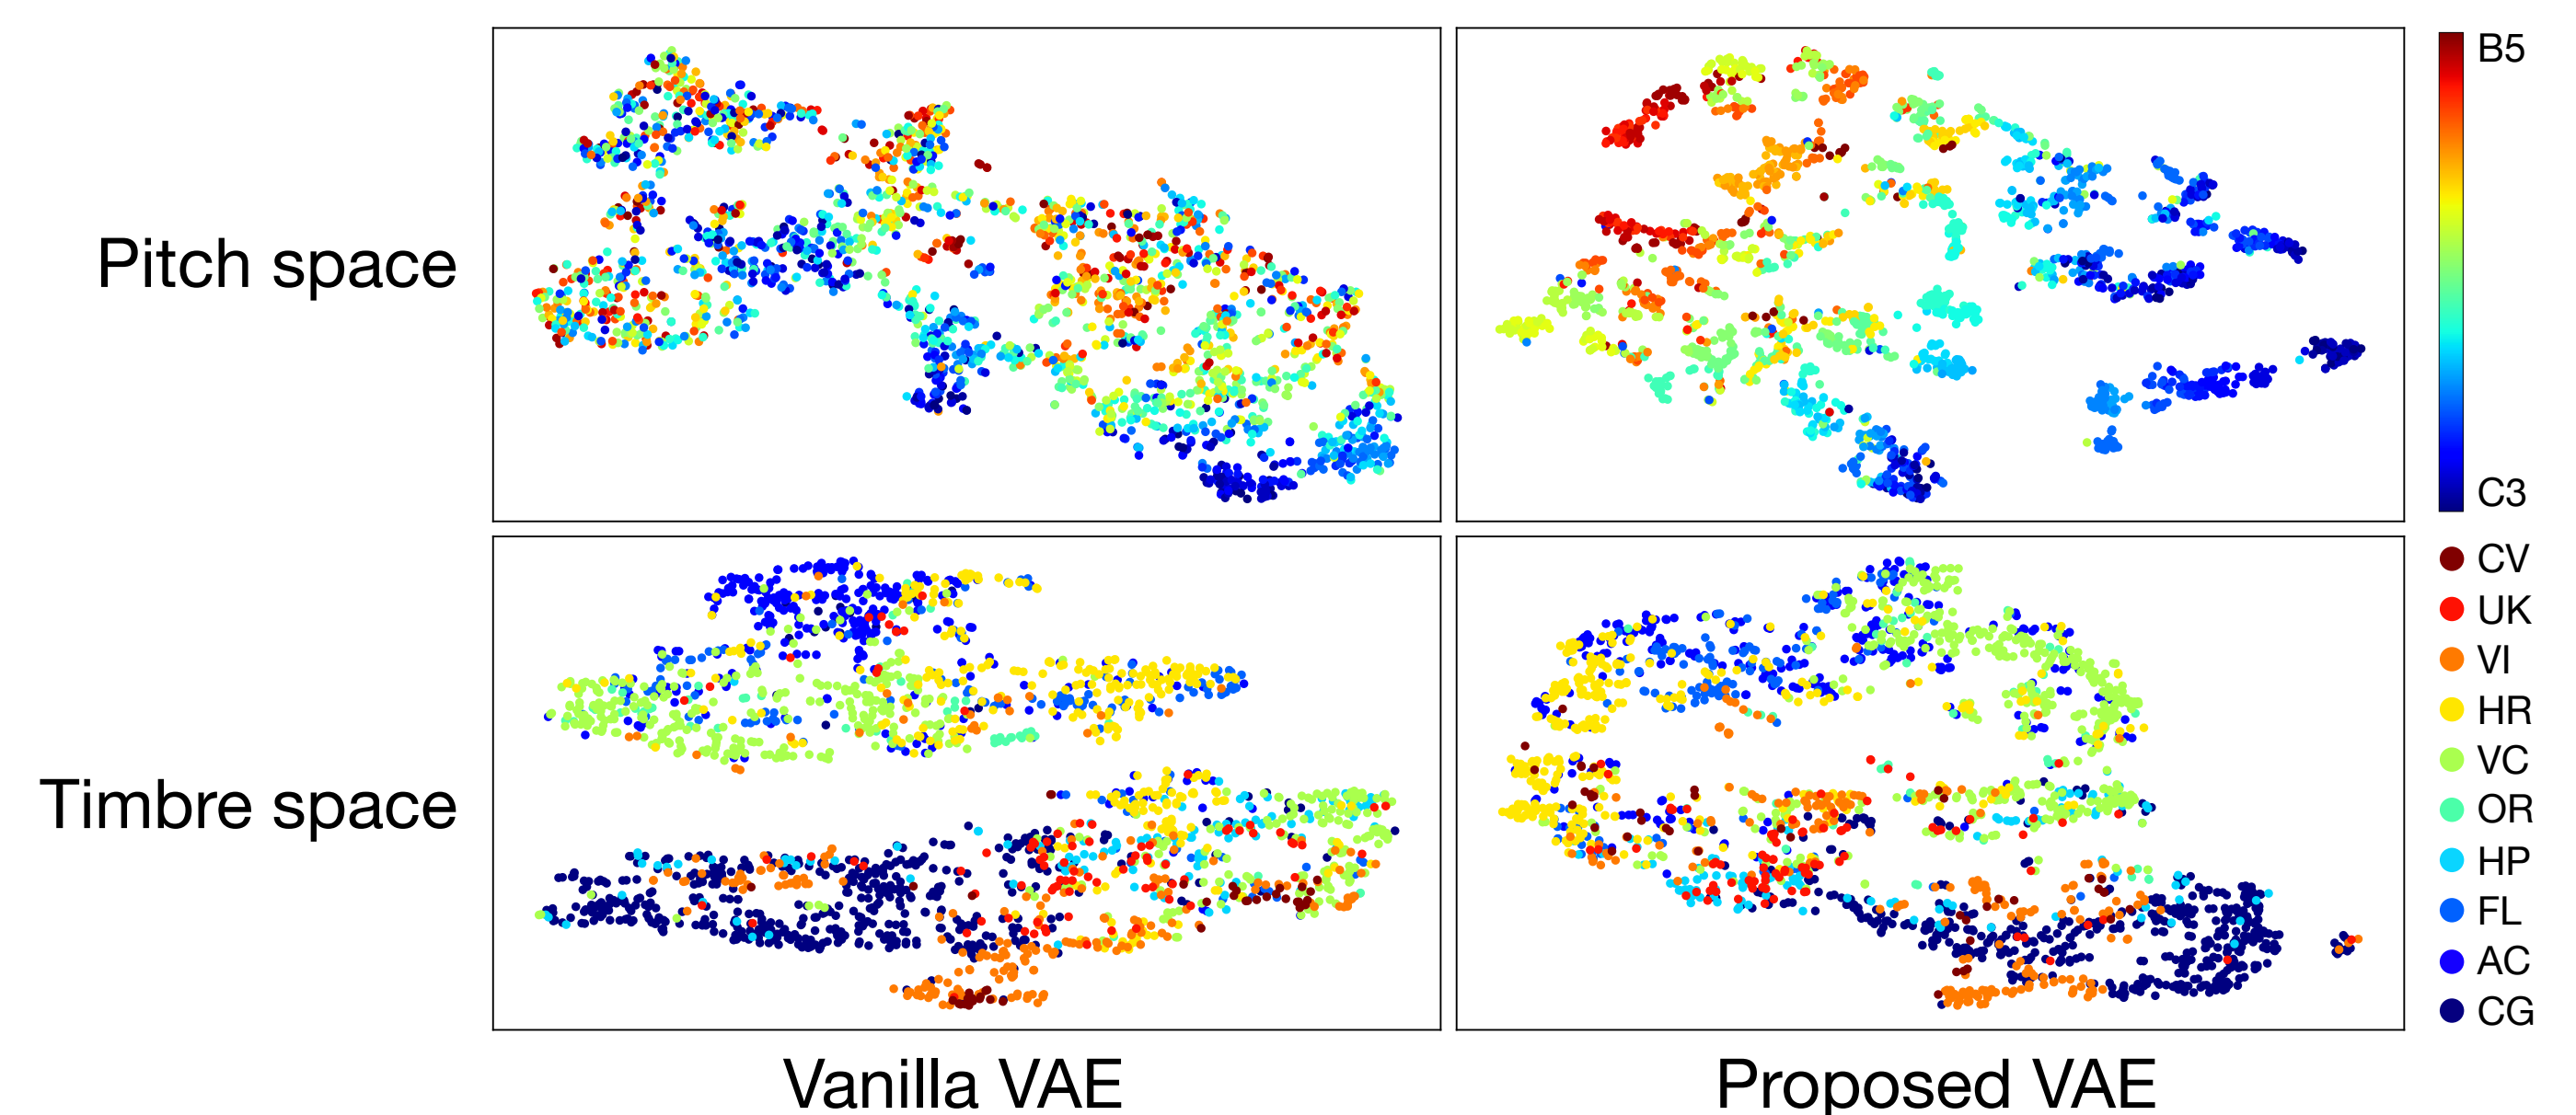 Pitch space
B5
C3
Timbre space
CV
UK
VI
HR
VC
OR
HP
FL
AC
CG
Vanilla VAE
Proposed VAE